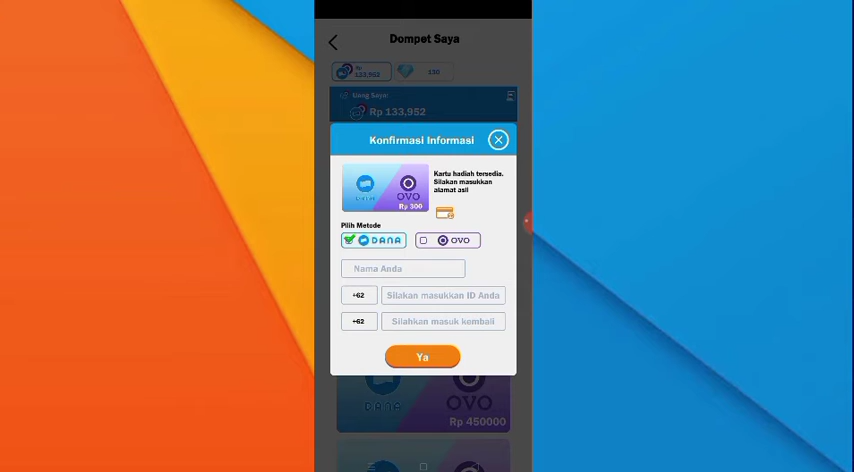 Dompet Saya
Rp
133,952
130
Uang Saya:
Rp 133,952
Konfirmasi Informasi
DANA
OVO
Rp 300
Kartu hadiah tersedia.
Silakan masukkan
alamat asli
Pilih Metode
DANA
OVO
Nama Anda
+62
Silakan masukkan ID Anda
+62
Silahkan masuk kembali
Ya
DANA
OVO
Rp 450000